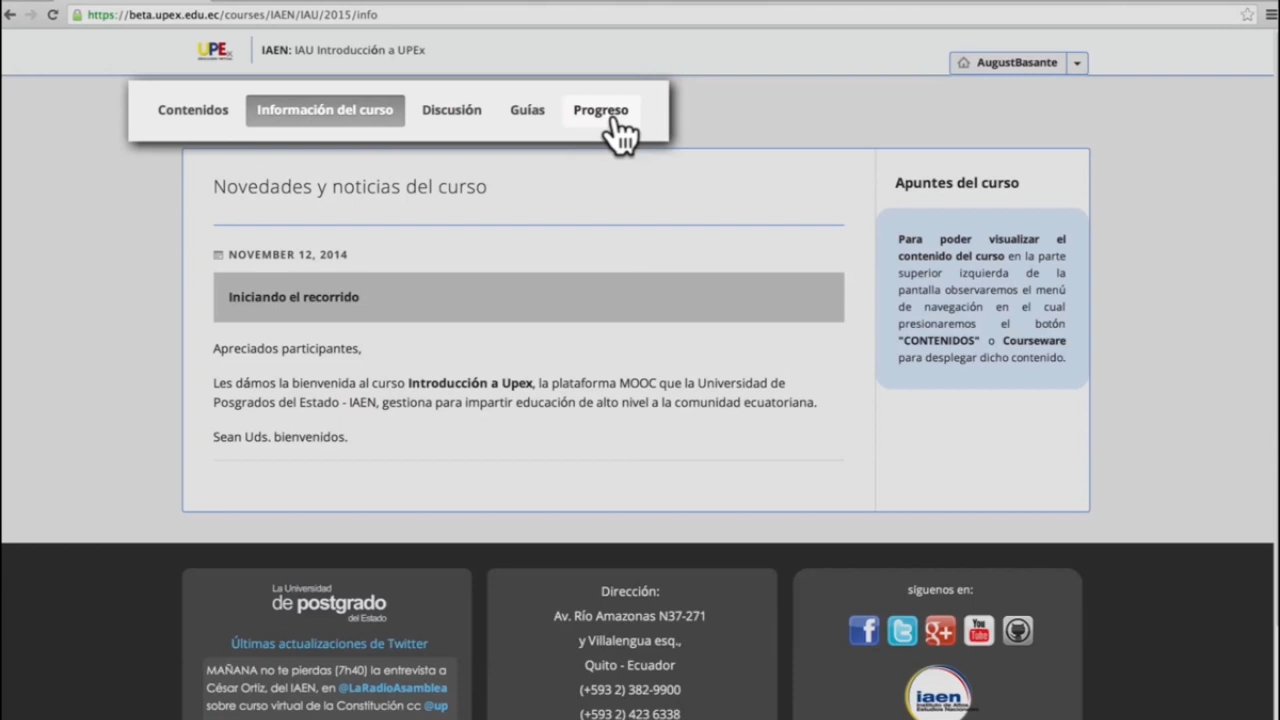 https://beta.upex.edu.ec/courses/IAEN/IAU/2015/info
UPEx
IAEN: IAU Introducción a UPEx
AugustBasante
Contenidos
Información del curso
Discusión
Guías
Progreso
Novedades y noticias del curso
NOVEMBER 12, 2014
Iniciando el recorrido
Apreciados participantes,
Les dámos la bienvenida al curso Introducción a Upex, la plataforma MOOC que la Universidad de
Posgrados del Estado - IAEN, gestiona para impartir educación de alto nivel a la comunidad ecuatoriana.
Sean Uds. bienvenidos.
Apuntes del curso
Para poder visualizar el
contenido del curso en la parte
superior izquierda de la
pantalla observaremos el menú
de navegación en el cual
presionaremos el botón
"CONTENIDOS" o Courseware
para desplegar dicho contenido.
La Universidad
de postgrado
del Estado
Últimas actualizaciones de Twitter
MAÑANA no te pierdas (7h40) la entrevista a
César Ortiz, del IAEN, en @LaRadioAsamblea
sobre curso virtual de la Constitución cc @up
Dirección:
Av. Río Amazonas N37-271
y Villalengua esq.,
Quito - Ecuador
(+593 2) 382-9900
(+593 2) 423 6338
síguenos en:
You
Tube
iaen
Instituto de Altos
Estudios Nacionales